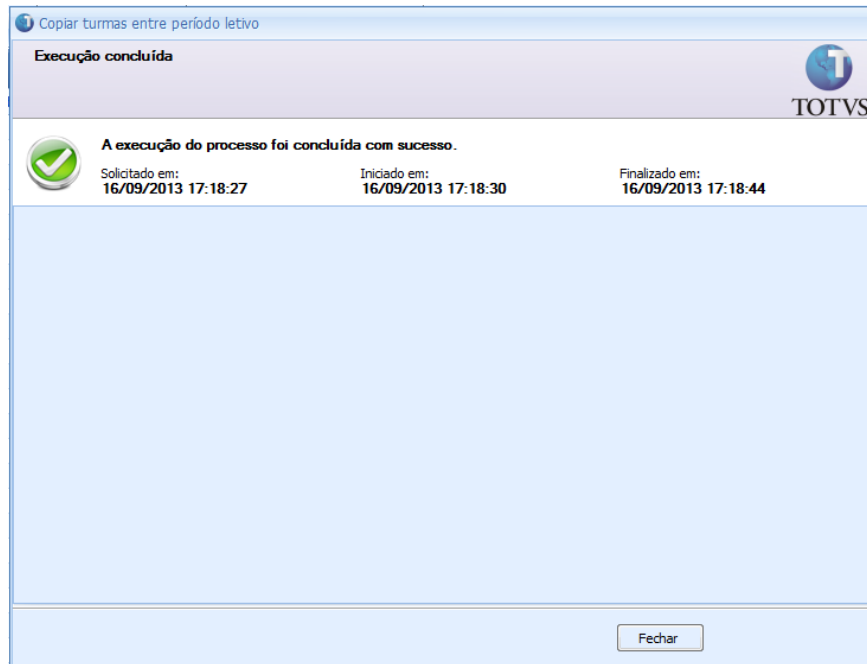 Copiar turmas entre período letivo
Execução concluída
TOTVS
A execução do processo foi concluída com sucesso.
Solicitado em: Iniciado em: Finalizado em:
16/09/2013 17:18:27 16/09/2013 17:18:30 16/09/2013 17:18:44
Fechar